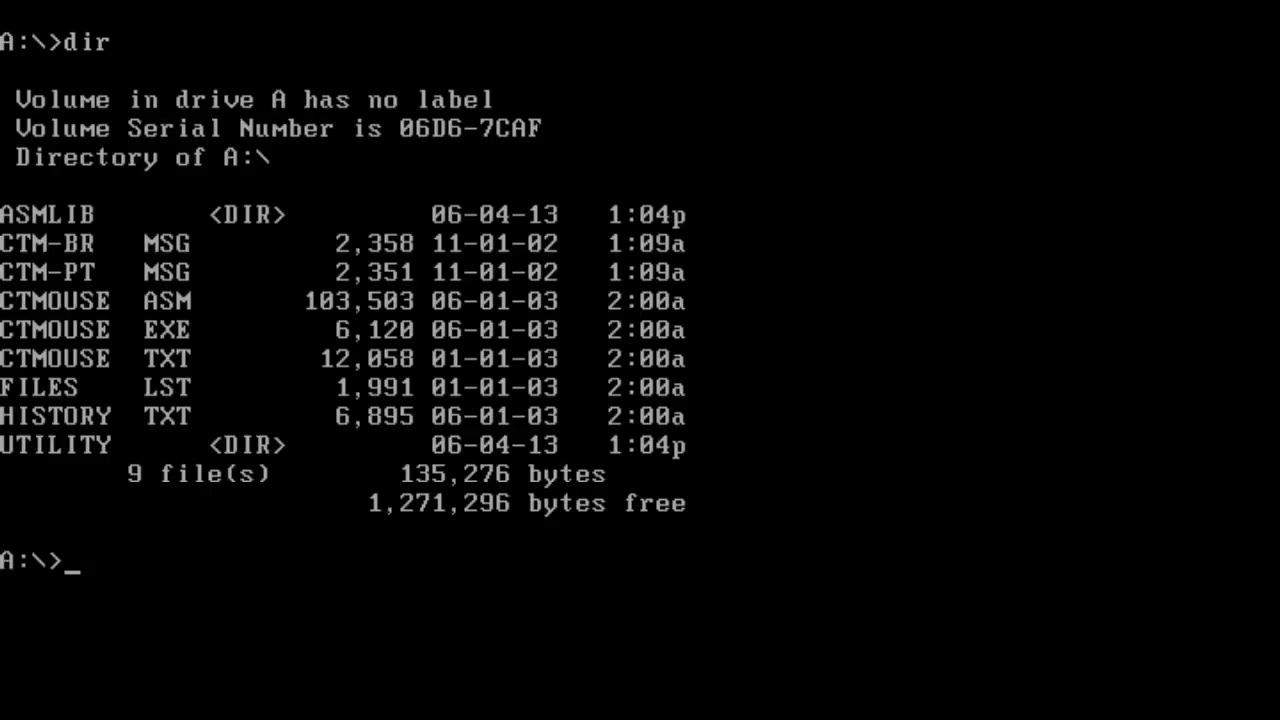 A:\>dir

 Volume in drive A has no label
 Volume Serial Number is 06D6-7CAF
 Directory of A:\

ASMLIB       <DIR>         06-04-13   1:04p
CTM-BR   MSG         2,358 11-01-02   1:09a
CTM-PT   MSG         2,351 11-01-02   1:09a
CTMOUSE  ASM       103,503 06-01-03   2:00a
CTMOUSE  EXE         6,120 06-01-03   2:00a
CTMOUSE  TXT        12,058 01-01-03   2:00a
FILES    LST         1,991 01-01-03   2:00a
HISTORY  TXT         6,895 06-01-03   2:00a
UTILITY      <DIR>         06-04-13   1:04p
        9 file(s)        135,276 bytes
                       1,271,296 bytes free

A:\>_